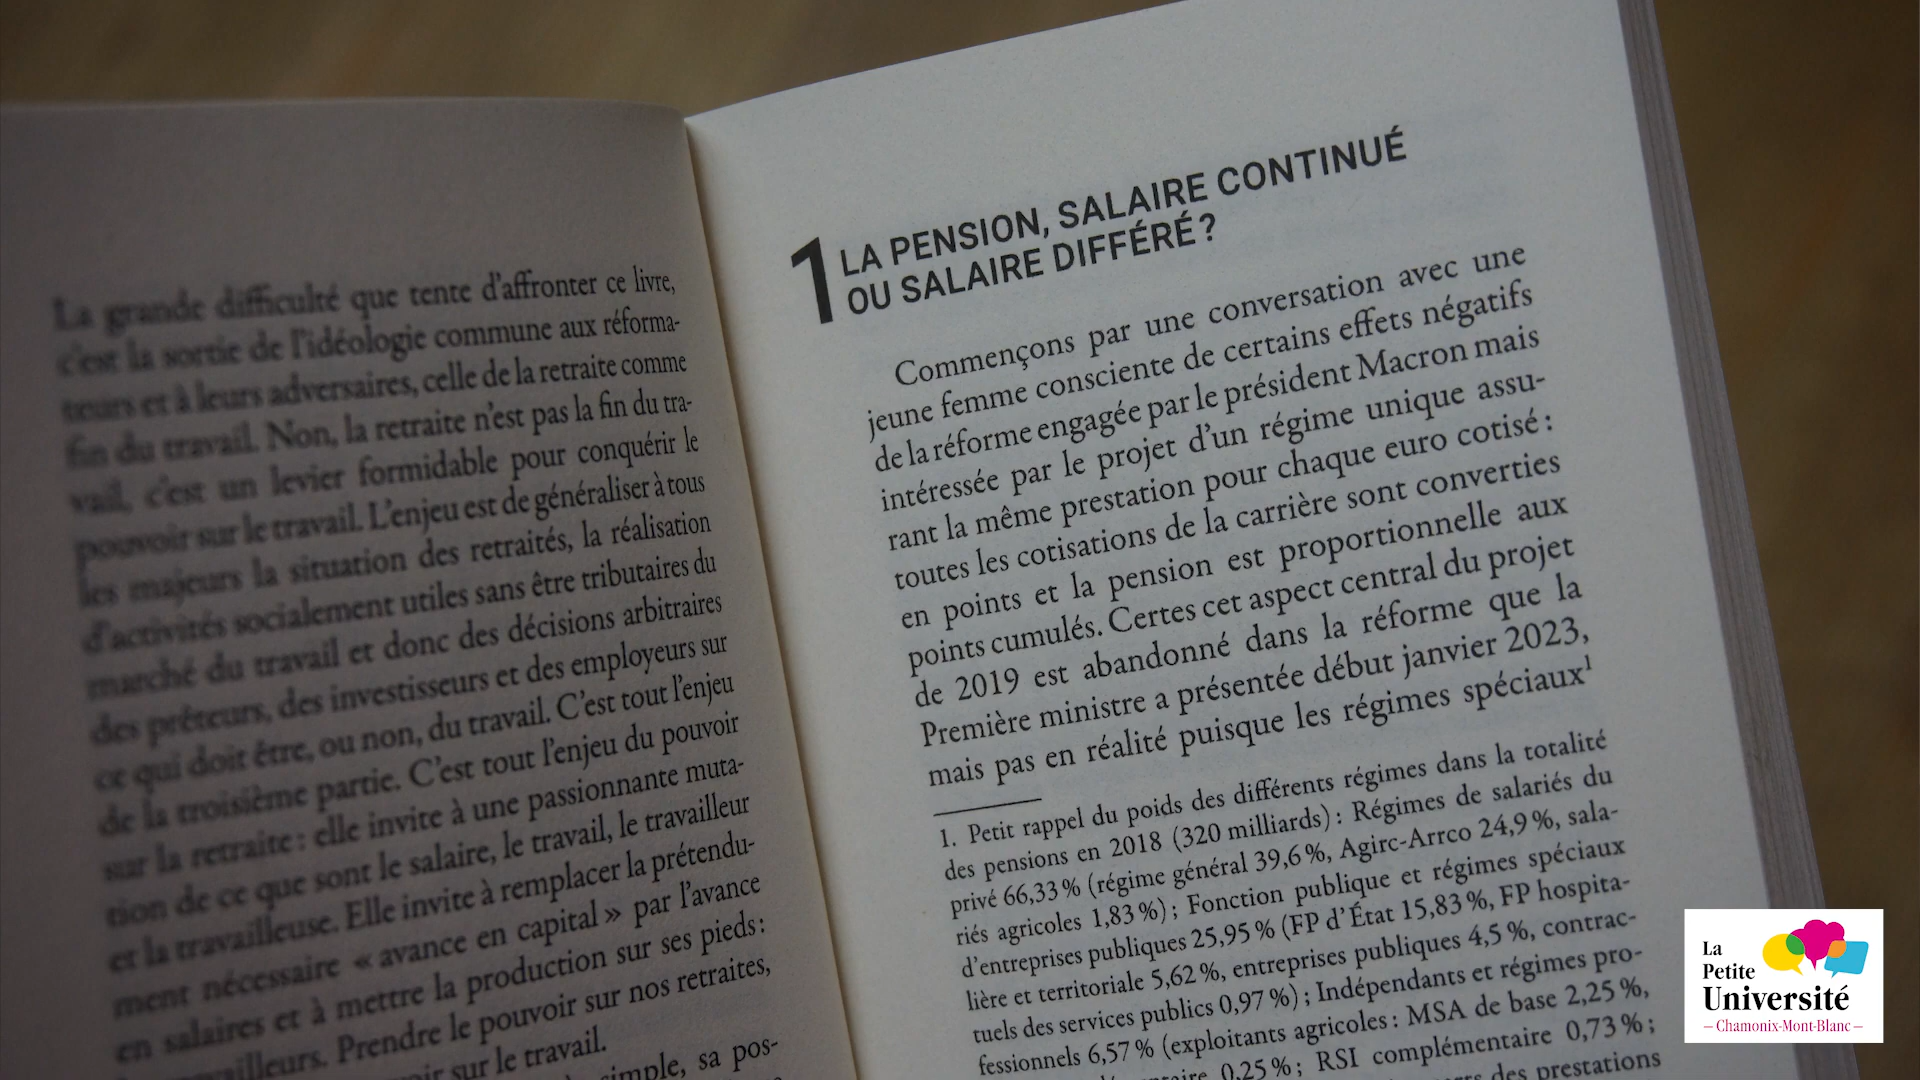 La grande difficulté que tente d'affronter ce livre,
c'est la sortie de l'idéologie commune aux réforma-
teurs et à leurs adversaires, celle de la retraite comme
fin du travail. Non, la retraite n'est pas la fin du tra-
vail, c'est un levier formidable pour conquérir le
pouvoir sur le travail. L'enjeu est de généraliser à tous
les majeurs la situation des retraités, la réalisation
d'activités socialement utiles sans être tributaires du
marché du travail et donc des décisions arbitraires
des prêteurs, des investisseurs et des employeurs sur
ce qui doit être, ou non, du travail. C'est tout l'enjeu
de la troisième partie. C'est tout l'enjeu du pouvoir
sur la retraite : elle invite à une passionnante muta-
tion de ce que sont le salaire, le travail, le travailleur
et la travailleuse. Elle invite à remplacer la prétendu-
ment nécessaire « avance en capital » par l'avance
en salaires et à mettre la production sur ses pieds :
travailleurs. Prendre le pouvoir sur nos retraites,
sur le travail.
simple, sa pos-
1 LA PENSION, SALAIRE CONTINUÉ
OU SALAIRE DIFFÉRÉ ?
Commençons par une conversation avec une
jeune femme consciente de certains effets négatifs
de la réforme engagée par le président Macron mais
intéressée par le projet d'un régime unique assu-
rant la même prestation pour chaque euro cotisé :
toutes les cotisations de la carrière sont converties
en points et la pension est proportionnelle aux
points cumulés. Certes cet aspect central du projet
de 2019 est abandonné dans la réforme que la
Première ministre a présentée début janvier 2023,
mais pas en réalité puisque les régimes spéciaux¹
1. Petit rappel du poids des différents régimes dans la totalité
des pensions en 2018 (320 milliards) : Régimes de salariés du
privé 66,33 % (régime général 39,6 %, Agirc-Arrco 24,9 %, sala-
riés agricoles 1,83 %) ; Fonction publique et régimes spéciaux
d'entreprises publiques 25,95 % (FP d'État 15,83 %, FP hospita-
lière et territoriale 5,62 %, entreprises publiques 4,5 %, contrac-
tuels des services publics 0,97 %) ; Indépendants et régimes pro-
fessionnels 6,57 % (exploitants agricoles : MSA de base 2,25 %,
0,25 % ; RSI complémentaire 0,73 % ;
des prestations
La
Petite
Université
Chamonix-Mont-Blanc